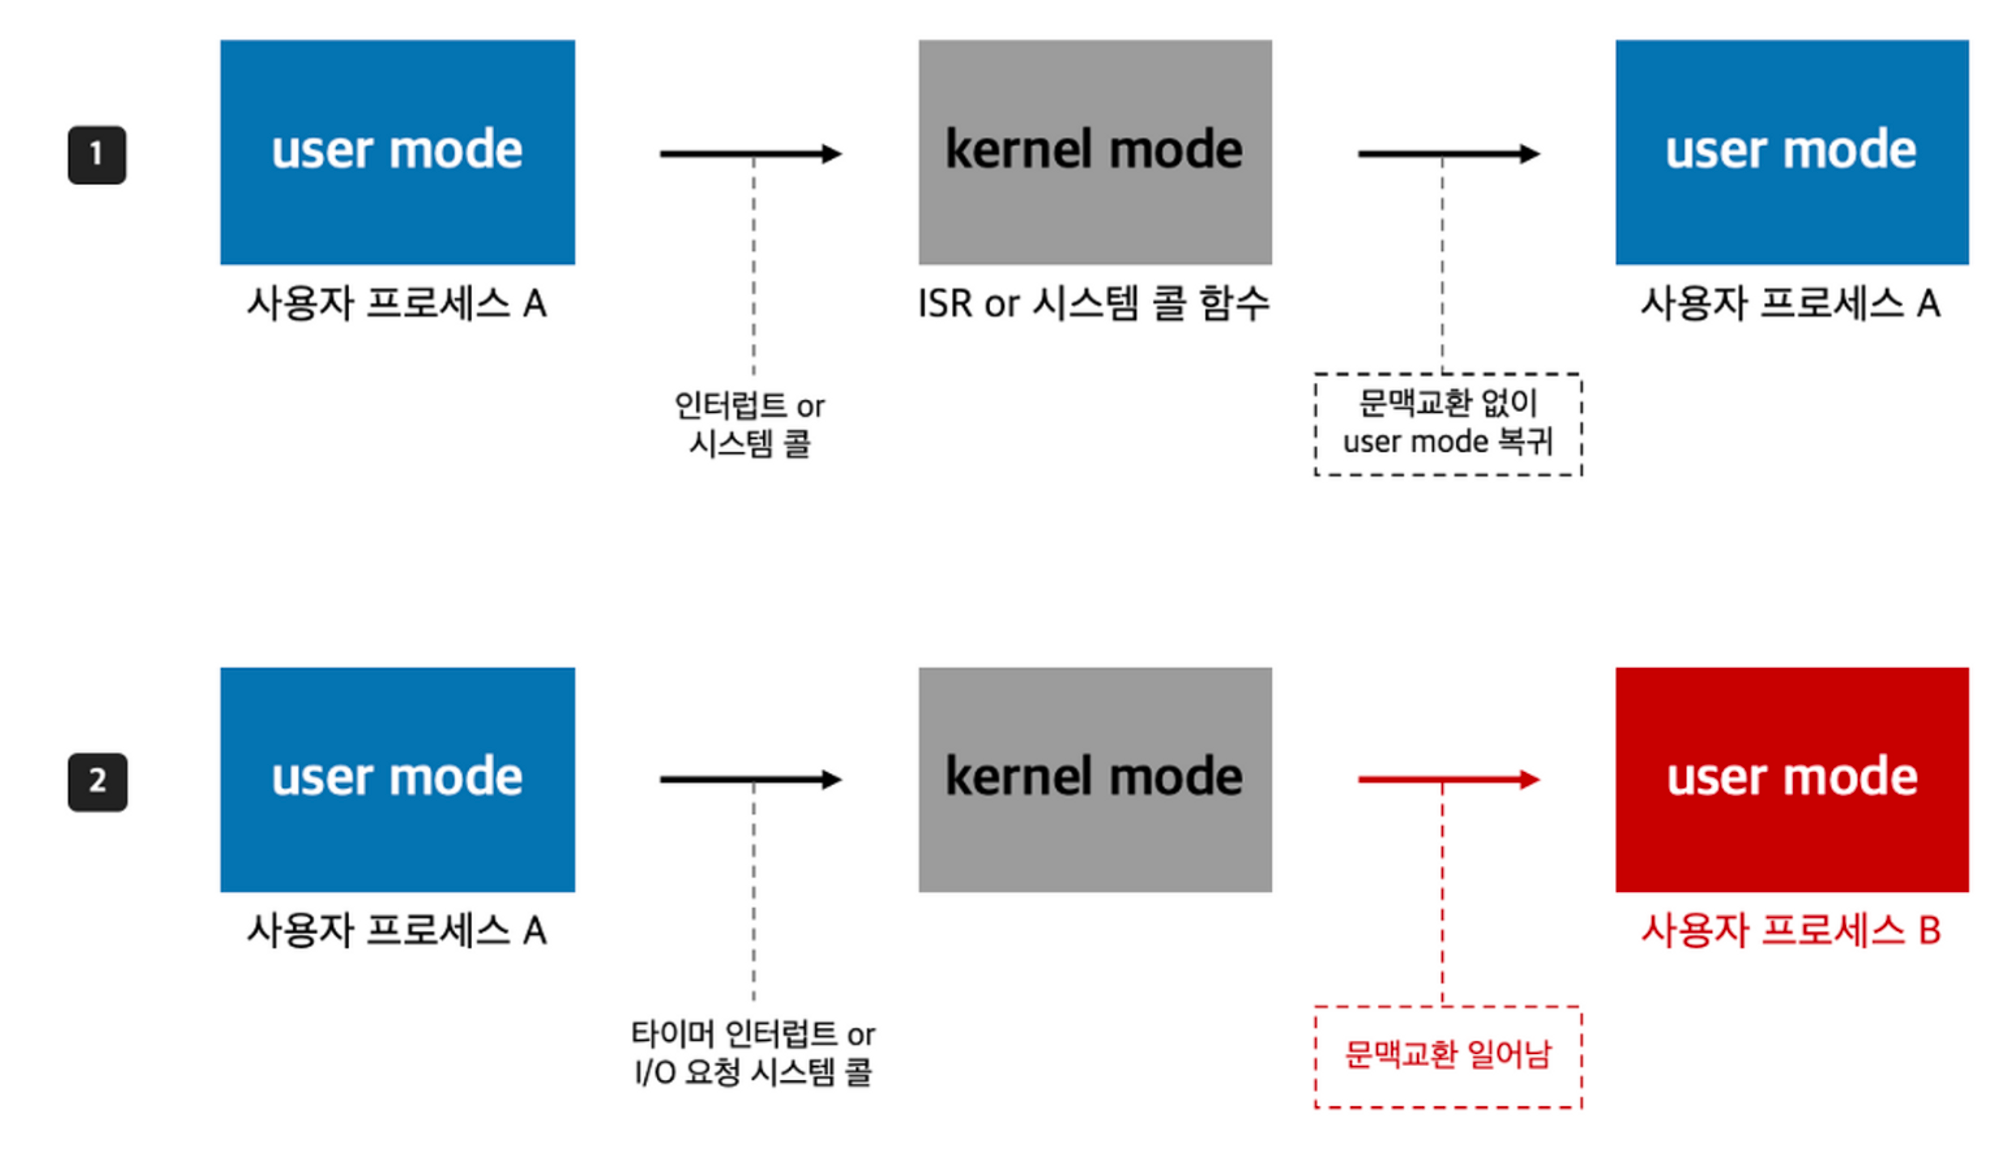 1
user mode
kernel mode
user mode
사용자 프로세스 A
ISR or 시스템 콜 함수
사용자 프로세스 A
인터럽트 or
시스템 콜
문맥교환 없이
user mode 복귀
2
user mode
kernel mode
user mode
사용자 프로세스 A
사용자 프로세스 B
타이머 인터럽트 or
I/O 요청 시스템 콜
문맥교환 일어남